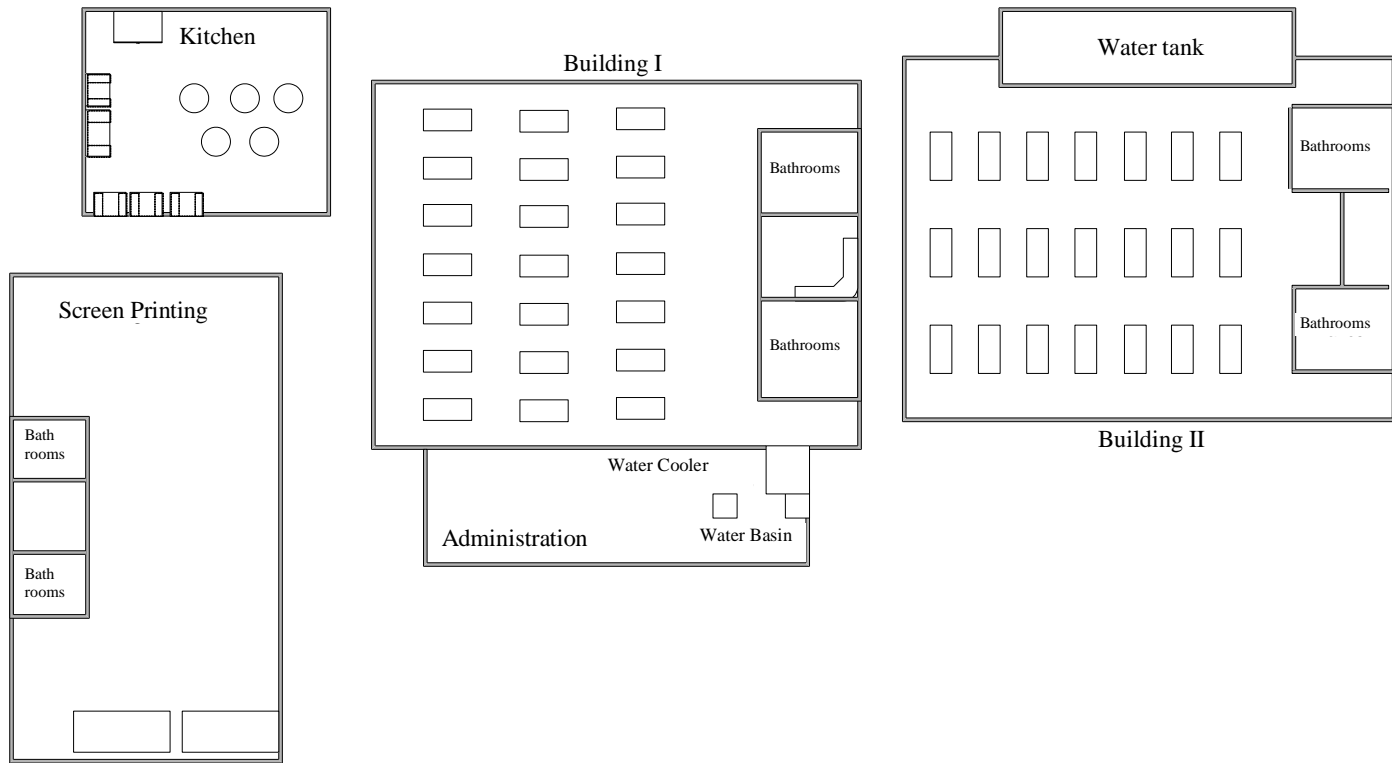 Kitchen
Building I
Water tank
Bathrooms
Bathrooms
Bathrooms
Bathrooms
Building II
Screen Printing
Bath
rooms
Bath
rooms
Water Cooler
Water Basin
Administration